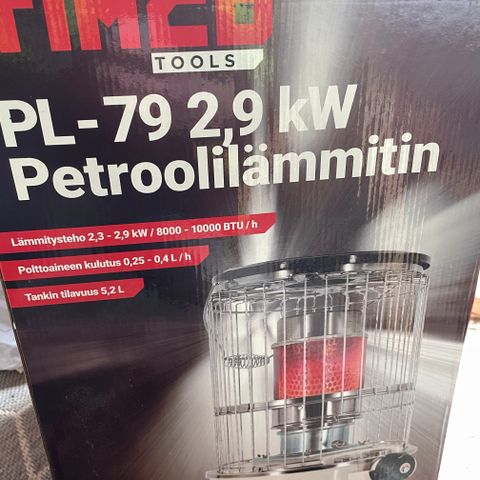 TIMCO
TOOLS
PL-79 2,9 kW
Petroolilämmitin
Lämmitysteho 2,3 - 2,9 kW / 8000 - 10000 BTU / h
Polttoaineen kulutus 0,25 - 0,4 L / h
Tankin tilavuus 5,2 L